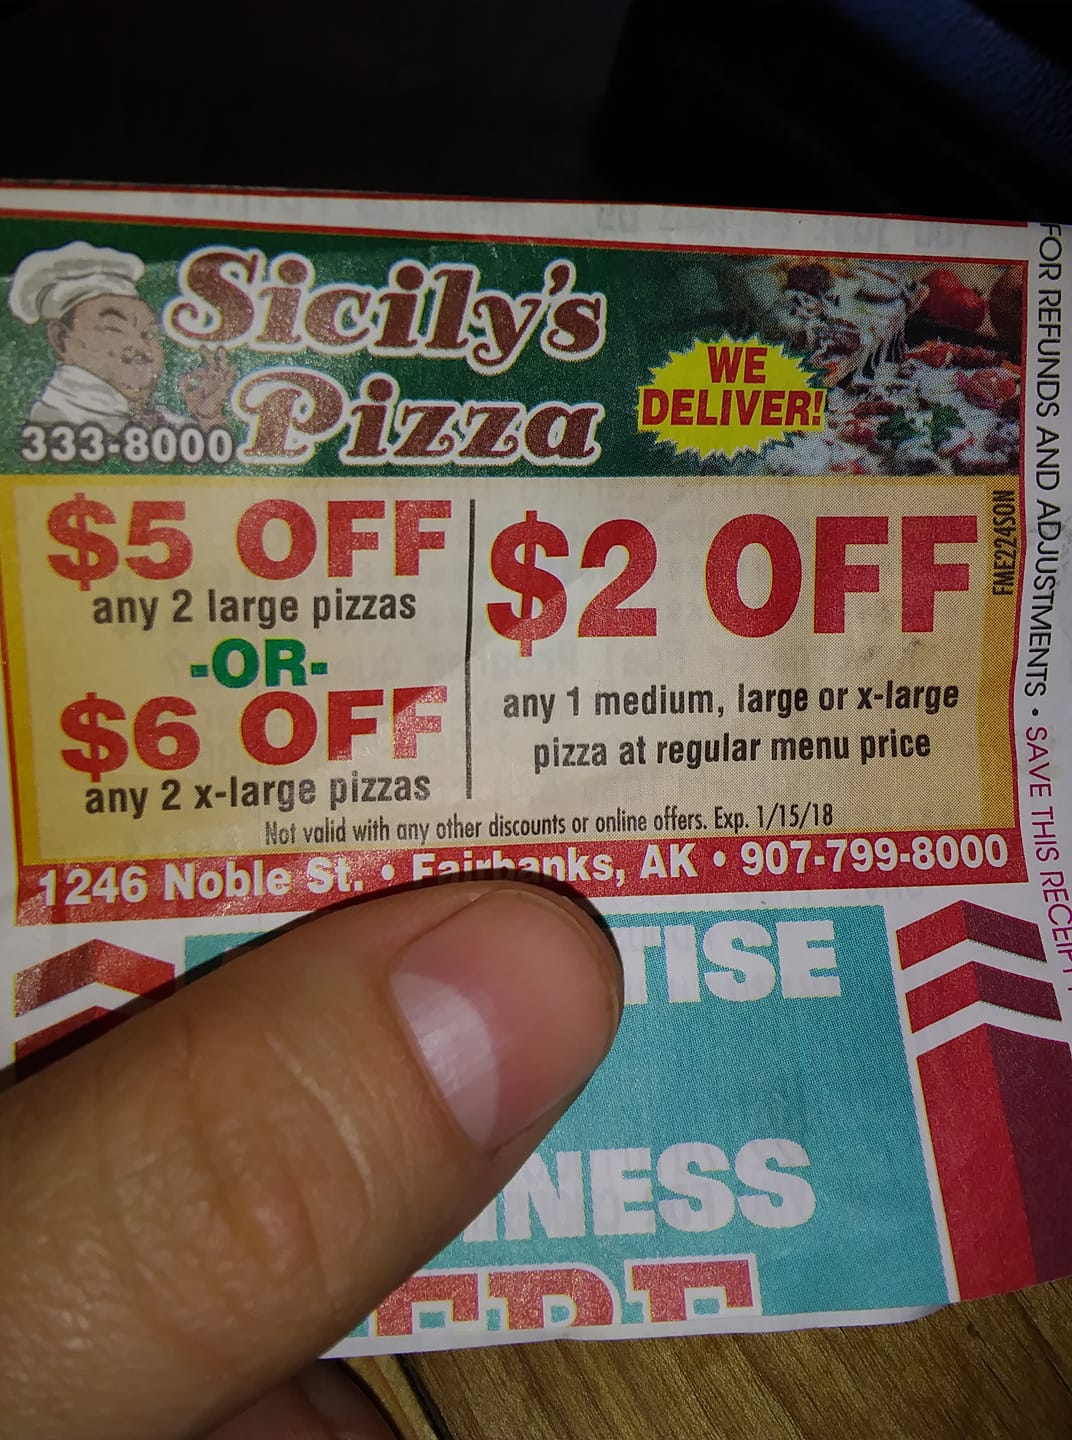 Sicily's
Pizza
333-8000
WE
DELIVER!
$5 OFF
any 2 large pizzas
-OR-
$6 OFF
any 2 x-large pizzas
$2 OFF
any 1 medium, large or x-large
pizza at regular menu price
FMEZ24SON
Not valid with any other discounts or online offers. Exp. 1/15/18
1246 Noble St. • Fairbanks, AK • 907-799-8000
FOR REFUNDS AND ADJUSTMENTS • SAVE THIS RECEIPT
TISE
INESS
ERE